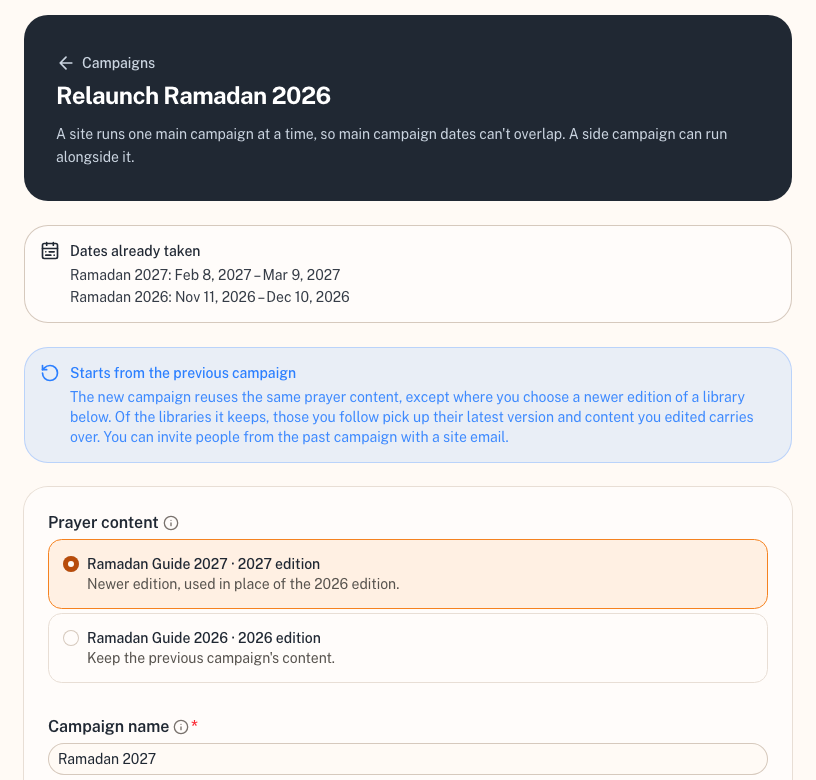 Campaigns
Relaunch Ramadan 2026
A site runs one main campaign at a time, so main campaign dates can't overlap. A side campaign can run
alongside it.
Dates already taken
Ramadan 2027: Feb 8, 2027 – Mar 9, 2027
Ramadan 2026: Nov 11, 2026 – Dec 10, 2026
Starts from the previous campaign
The new campaign reuses the same prayer content, except where you choose a newer edition of a library
below. Of the libraries it keeps, those you follow pick up their latest version and content you edited carries
over. You can invite people from the past campaign with a site email.
Prayer content
Ramadan Guide 2027 · 2027 edition
Newer edition, used in place of the 2026 edition.
Ramadan Guide 2026 · 2026 edition
Keep the previous campaign's content.
Campaign name *
Ramadan 2027